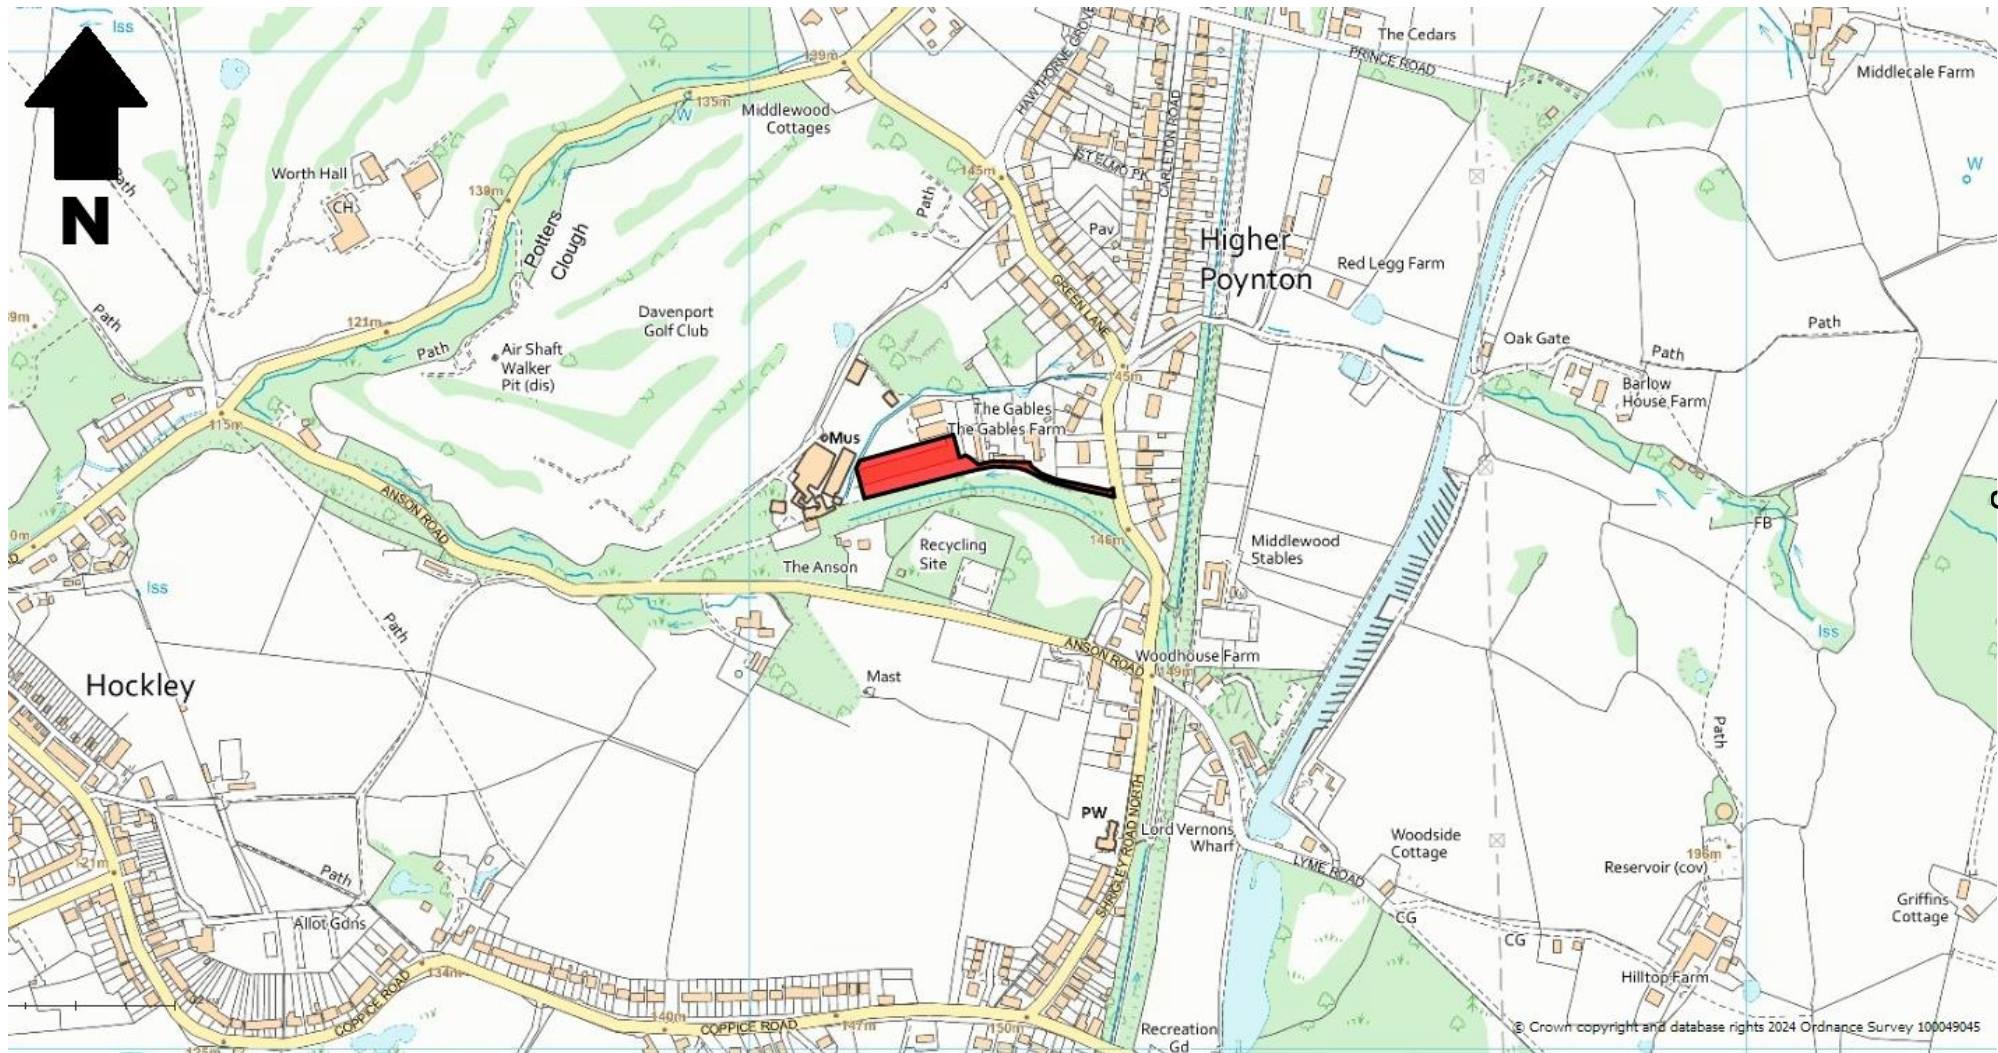 Iss
N
Path
Worth Hall
CH
139m
135m
W
Middlewood
Cottages
139m
145m
HAWTHORNE GROVE
ST ELMO PK
CARLETON ROAD
The Cedars
PRINCE ROAD
Middlecale Farm
W
Path
Potters
Clough
Path
Pav
Higher
Poynton
Red Legg Farm
GREEN LANE
Davenport
Golf Club
121m
Path
Air Shaft
Walker
Pit (dis)
Path
Oak Gate
Path
Barlow
House Farm
145m
115m
The Gables
The Gables Farm
Mus
ANSON ROAD
Recycling
Site
The Anson
146m
Middlewood
Stables
FB
Iss
Iss
Path
Hockley
Mast
ANSON ROAD
Woodhouse Farm
149m
Path
PW
Lord Vernons
Wharf
SHRIGLEY ROAD NORTH
LYME ROAD
Woodside
Cottage
196m
Reservoir (cov)
Griffins
Cottage
CG
CG
Hilltop Farm
121m
Path
Allot Gdns
134m
COPPICE ROAD
140m
COPPICE ROAD
147m
150m
Recreation
Gd
© Crown copyright and database rights 2024 Ordnance Survey 100049045